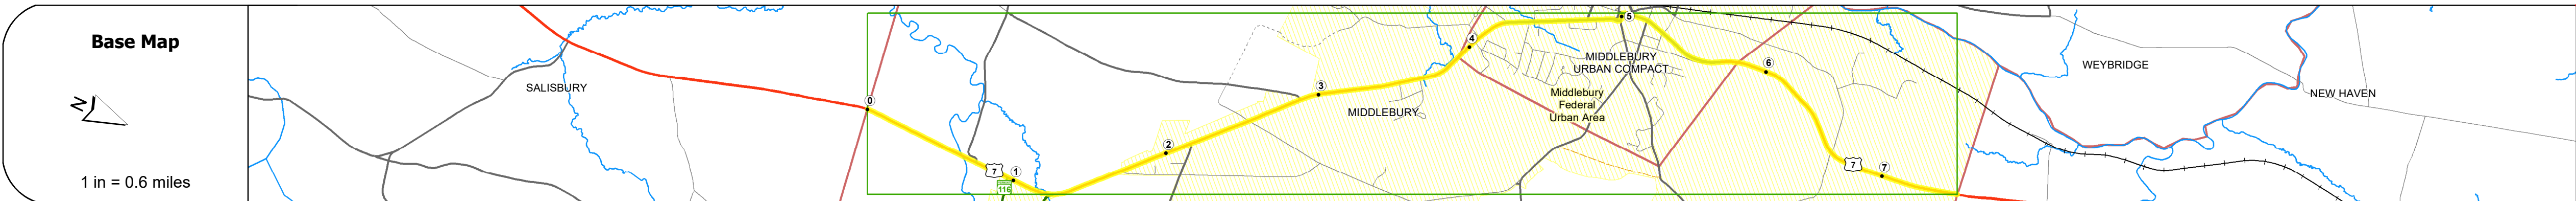 Base Map
N
1 in = 0.6 miles
SALISBURY
0
7
1
116
2
3
MIDDLEBURY
4
5
MIDDLEBURY
URBAN COMPACT
Middlebury
Federal
Urban Area
6
7
7
WEYBRIDGE
NEW HAVEN